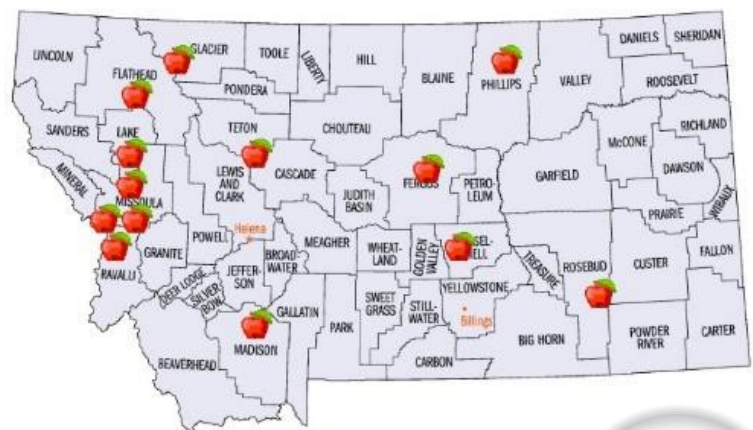 LINCOLN
FLATHEAD
GLACIER
TOOLE
LIBERTY
HILL
BLAINE
PHILLIPS
VALLEY
DANIELS
SHERIDAN
ROOSEVELT
PONDERA
SANDERS
LAKE
TETON
CHOUTEAU
RICHLAND
McCONE
DAWSON
MINERAL
MISSOULA
LEWIS
AND
CLARK
CASCADE
JUDITH
BASIN
FERGUS
PETRO-
LEUM
GARFIELD
WIBAUX
PRAIRIE
POWELL
Helena
GRANITE
RAVALLI
MEAGHER
WHEAT-
LAND
GOLDEN
VALLEY
SEL-
ELL
TREASURE
ROSEBUD
CUSTER
FALLON
DEER LODGE
SILVER
BOW
JEFFER-
SON
BROAD
WATER
GALLATIN
PARK
SWEET
GRASS
STILL-
WATER
YELLOWSTONE
Billings
BIG HORN
POWDER
RIVER
CARTER
MADISON
CARBON
BEAVERHEAD